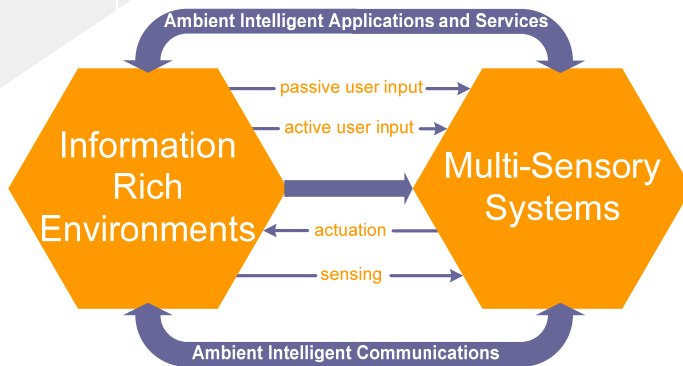 Ambient Intelligent Applications and Services
passive user input
active user input
Information
Rich
Environments
Multi-Sensory
Systems
actuation
sensing
Ambient Intelligent Communications